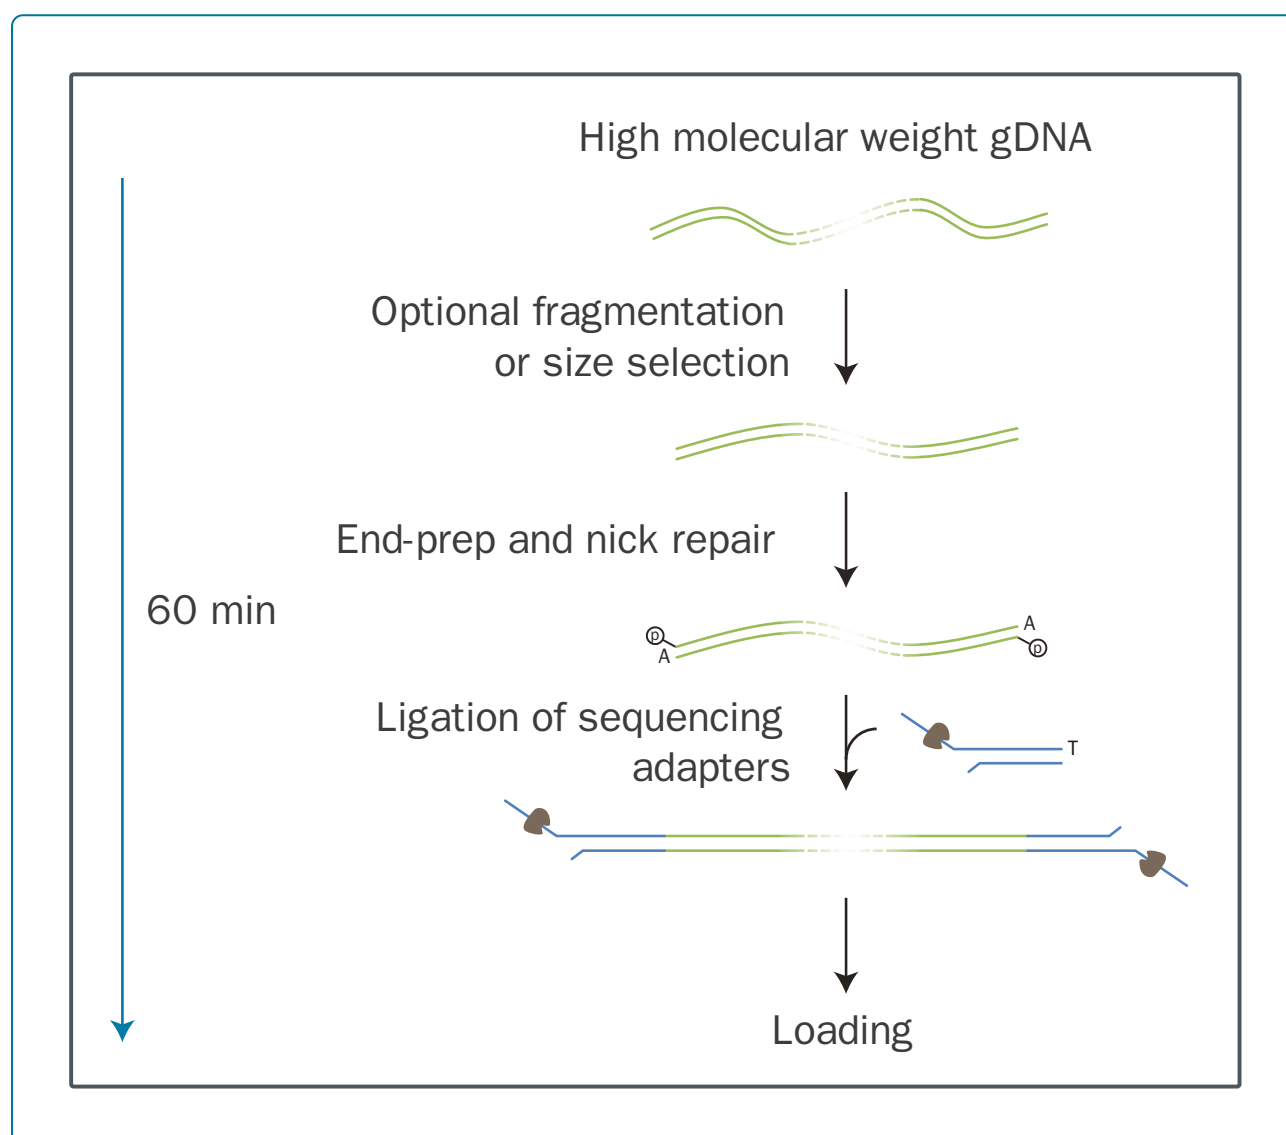 High molecular weight gDNA
Optional fragmentation
or size selection
End-prep and nick repair
60 min
p
A
A
p
Ligation of sequencing
adapters
T
Loading